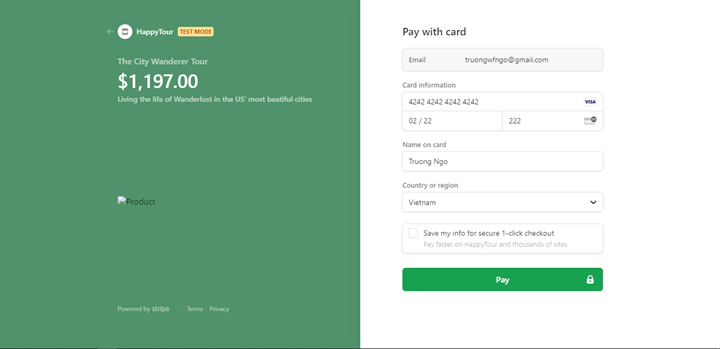 HappyTour TEST MODE
The City Wanderer Tour
$1,197.00
Living the life of Wanderlust in the US' most beatiful cities
Product
Powered by stripe | Terms Privacy
Pay with card
Email truongwfngo@gmail.com
Card information
4242 4242 4242 4242 VISA
02 / 22 222
Name on card
Truong Ngo
Country or region
Vietnam
Save my info for secure 1-click checkout
Pay faster on HappyTour and thousands of sites.
Pay